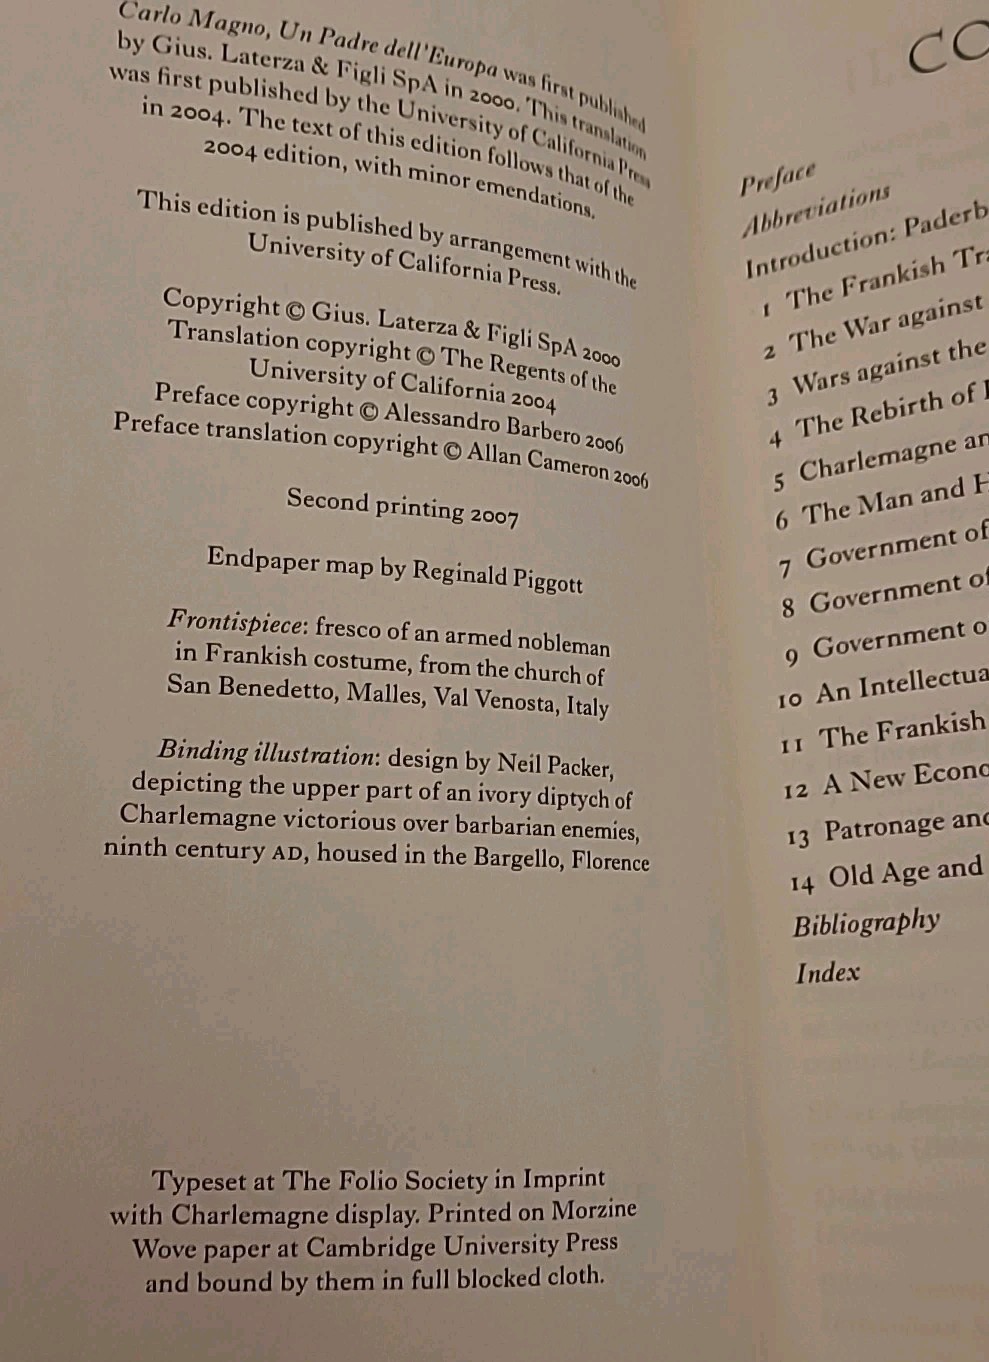 Carlo Magno, Un Padre dell'Europa was first published
by Gius. Laterza & Figli SpA in 2000. This translation
was first published by the University of California Press
in 2004. The text of this edition follows that of the
2004 edition, with minor emendations.
This edition is published by arrangement with the
University of California Press.
Copyright © Gius. Laterza & Figli SpA 2000
Translation copyright © The Regents of the
University of California 2004
Preface copyright © Alessandro Barbero 2006
Preface translation copyright © Allan Cameron 2006
Second printing 2007
Endpaper map by Reginald Piggott
Frontispiece: fresco of an armed nobleman
in Frankish costume, from the church of
San Benedetto, Malles, Val Venosta, Italy
Binding illustration: design by Neil Packer,
depicting the upper part of an ivory diptych of
Charlemagne victorious over barbarian enemies,
ninth century AD, housed in the Bargello, Florence
Typeset at The Folio Society in Imprint
with Charlemagne display. Printed on Morzine
Wove paper at Cambridge University Press
and bound by them in full blocked cloth.
CO
Preface
Abbreviations
Introduction: Paderb
1 The Frankish Tra
2 The War against
3 Wars against the
4 The Rebirth of
5 Charlemagne an
6 The Man and H
7 Government of
8 Government of
9 Government o
10 An Intellectua
11 The Frankish
12 A New Econo
13 Patronage and
14 Old Age and
Bibliography
Index